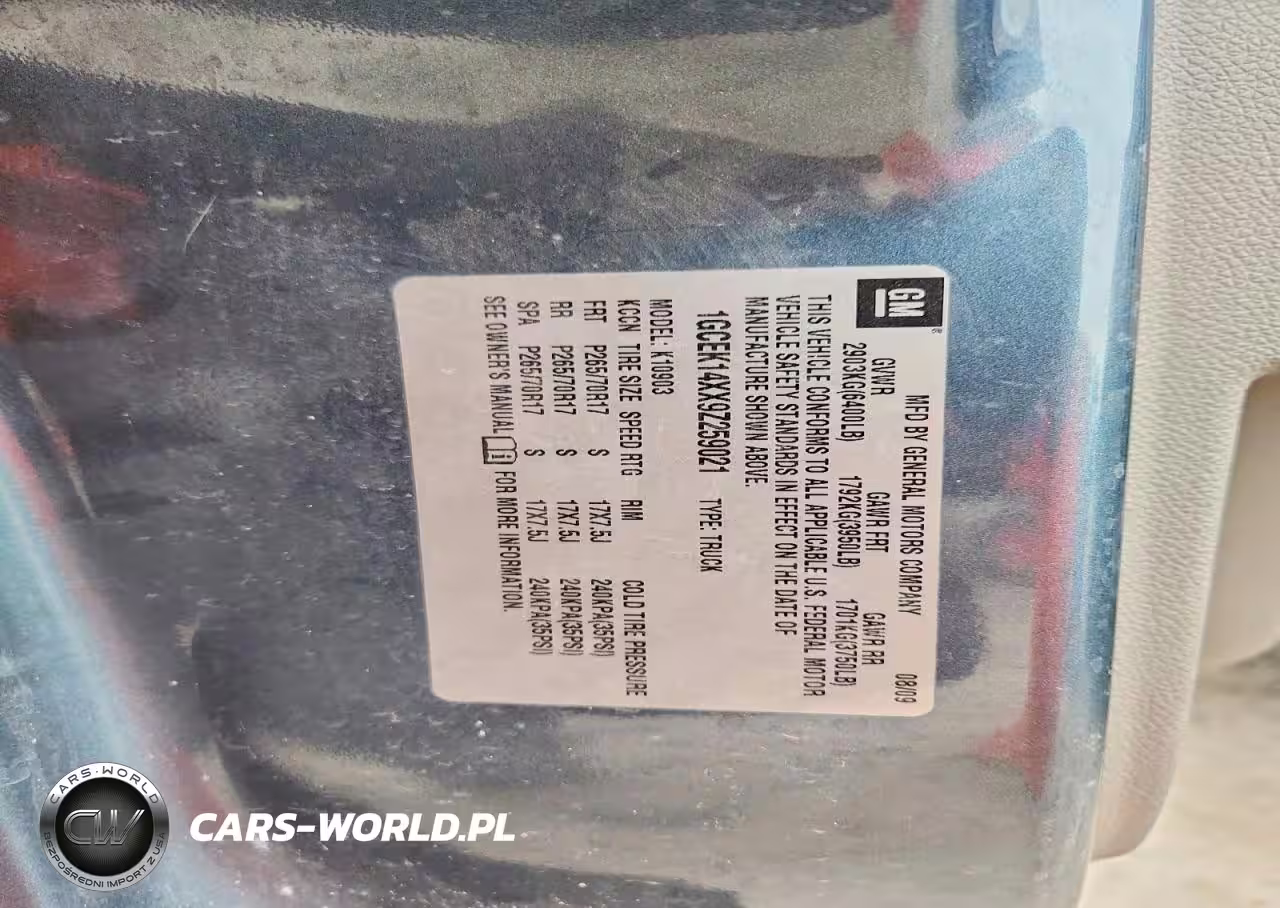 GM
MFD BY GENERAL MOTORS COMPANY 08/09
GVWR GAWR FRT GAWR RR
2903KG(6400LB) 1792KG(3950LB) 1701KG(3750LB)
THIS VEHICLE CONFORMS TO ALL APPLICABLE U.S. FEDERAL MOTOR
VEHICLE SAFETY STANDARDS IN EFFECT ON THE DATE OF
MANUFACTURE SHOWN ABOVE.
1GCEK14XX9Z259021 TYPE: TRUCK
MODEL: K10903
KCCN TIRE SIZE SPEED RTG RIM COLD TIRE PRESSURE
FRT P265/70R17 S 17X7.5J 240KPA(35PSI)
RR P265/70R17 S 17X7.5J 240KPA(35PSI)
SPA P265/70R17 S 17X7.5J 240KPA(35PSI)
SEE OWNER'S MANUAL FOR MORE INFORMATION.
CARS-WORLD
CW
BEZPOŚREDNI IMPORT Z USA
CARS-WORLD.PL